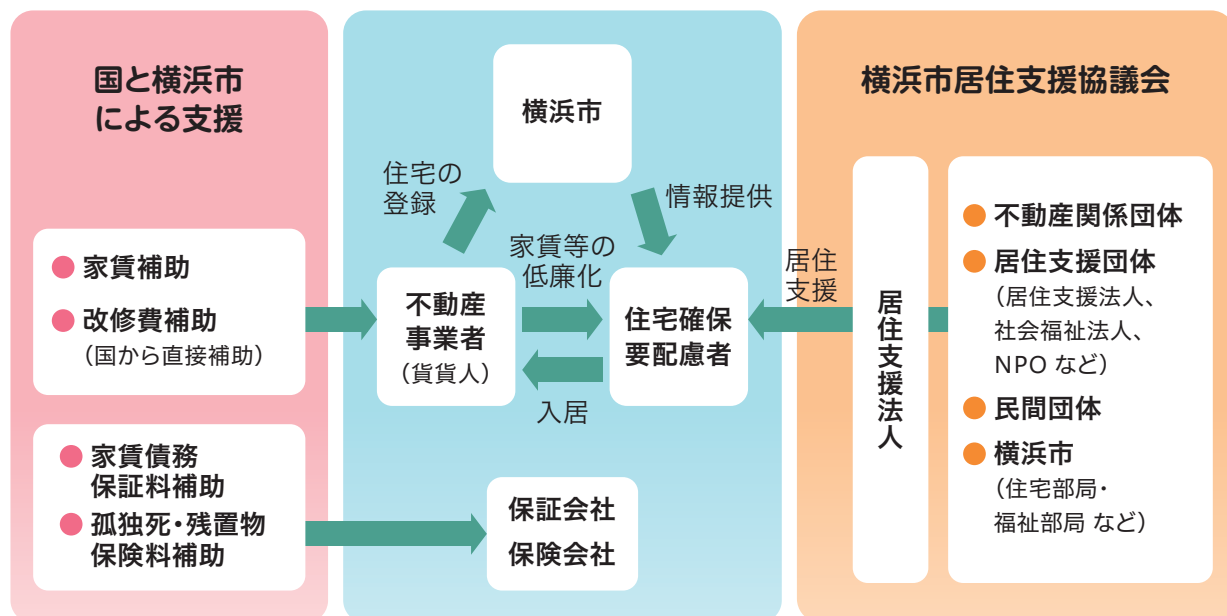 国と横浜市
による支援
家賃補助
改修費補助
（国から直接補助）
家賃債務
保証料補助
孤独死・残置物
保険料補助
横浜市
住宅の
登録
情報提供
家賃等の
低廉化
不動産
事業者
（貨貨人）
住宅確保
要配慮者
入居
保証会社
保険会社
横浜市居住支援協議会
居住
支援
居住支援法人
不動産関係団体
居住支援団体
（居住支援法人、
社会福祉法人、
NPO など）
民間団体
横浜市
（住宅部局・
福祉部局 など）